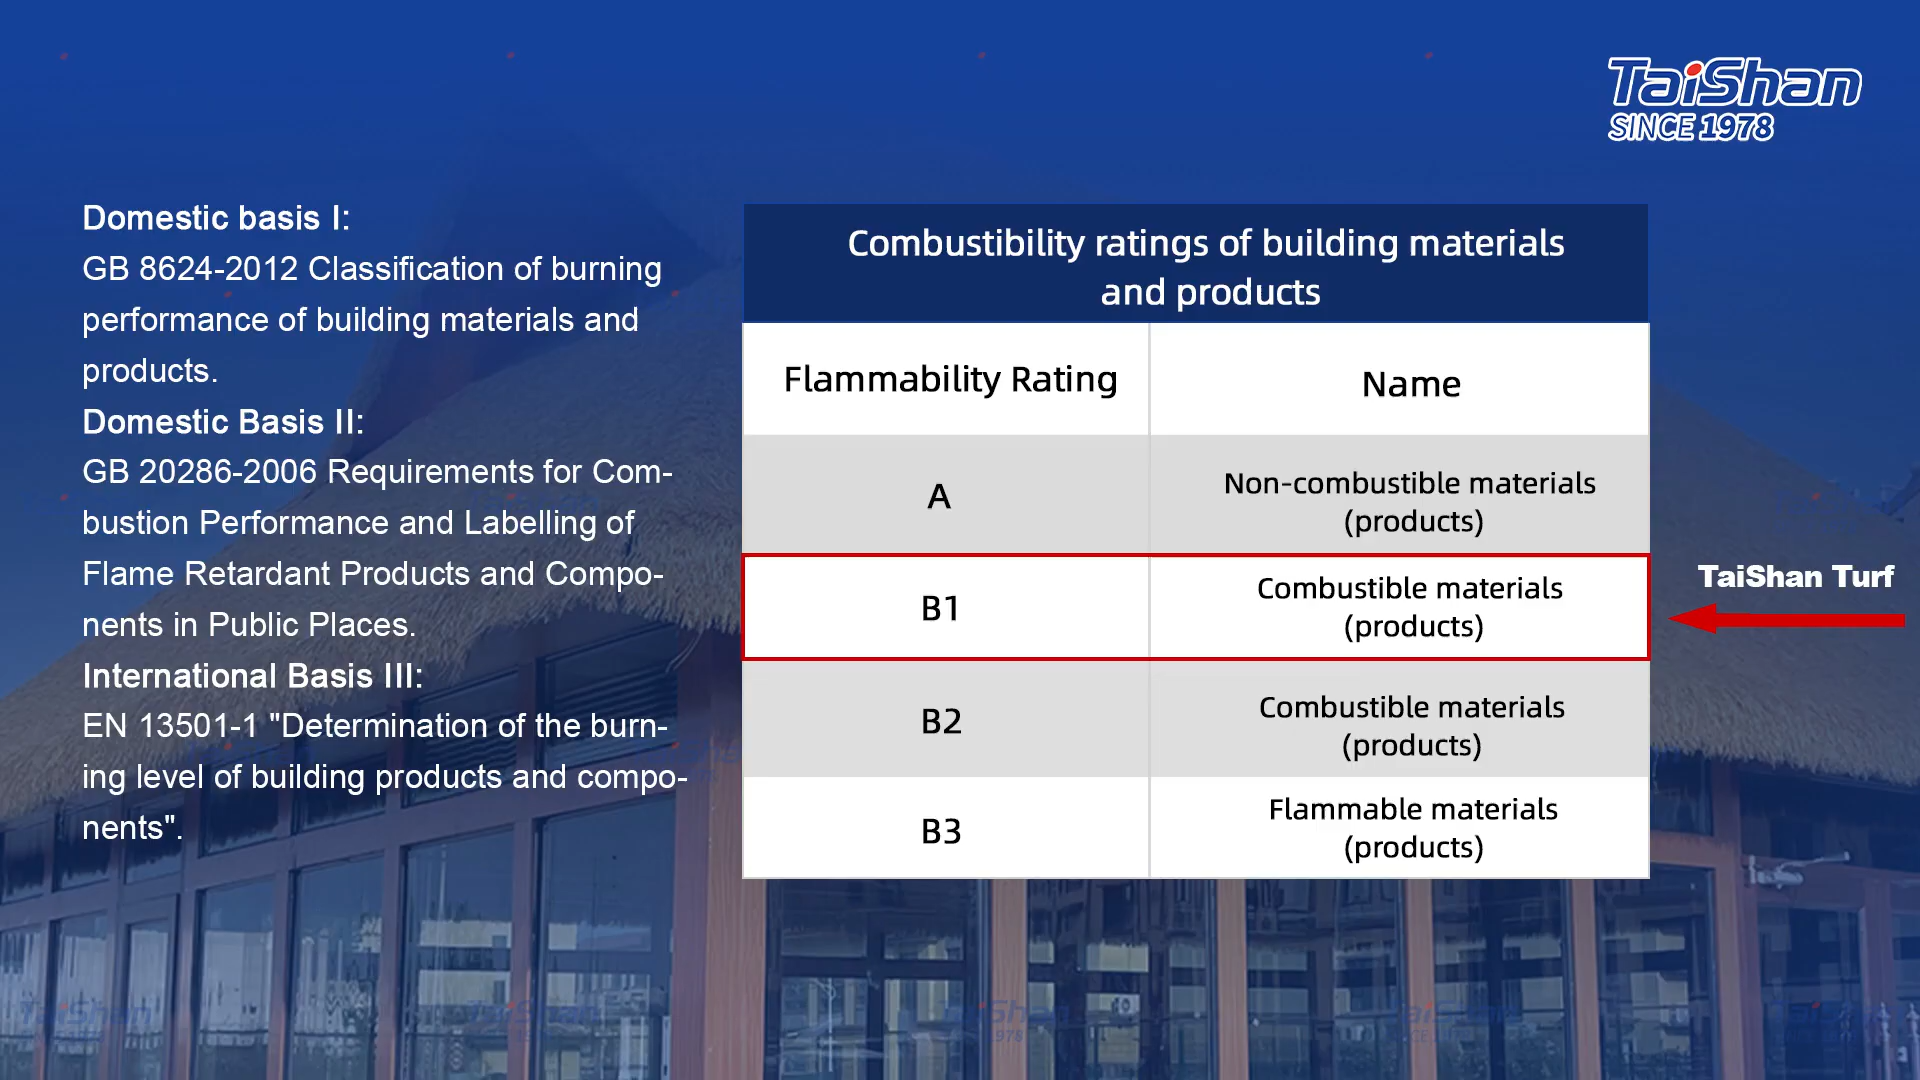 TaiShan
SINCE 1978
Domestic basis I:
GB 8624-2012 Classification of burning
performance of building materials and
products.
Domestic Basis II:
GB 20286-2006 Requirements for Com-
bustion Performance and Labelling of
Flame Retardant Products and Compo-
nents in Public Places.
International Basis III:
EN 13501-1 "Determination of the burn-
ing level of building products and compo-
nents".
Combustibility ratings of building materials
and products
Flammability Rating
Name
A
Non-combustible materials
(products)
B1
Combustible materials
(products)
TaiShan Turf
B2
Combustible materials
(products)
B3
Flammable materials
(products)